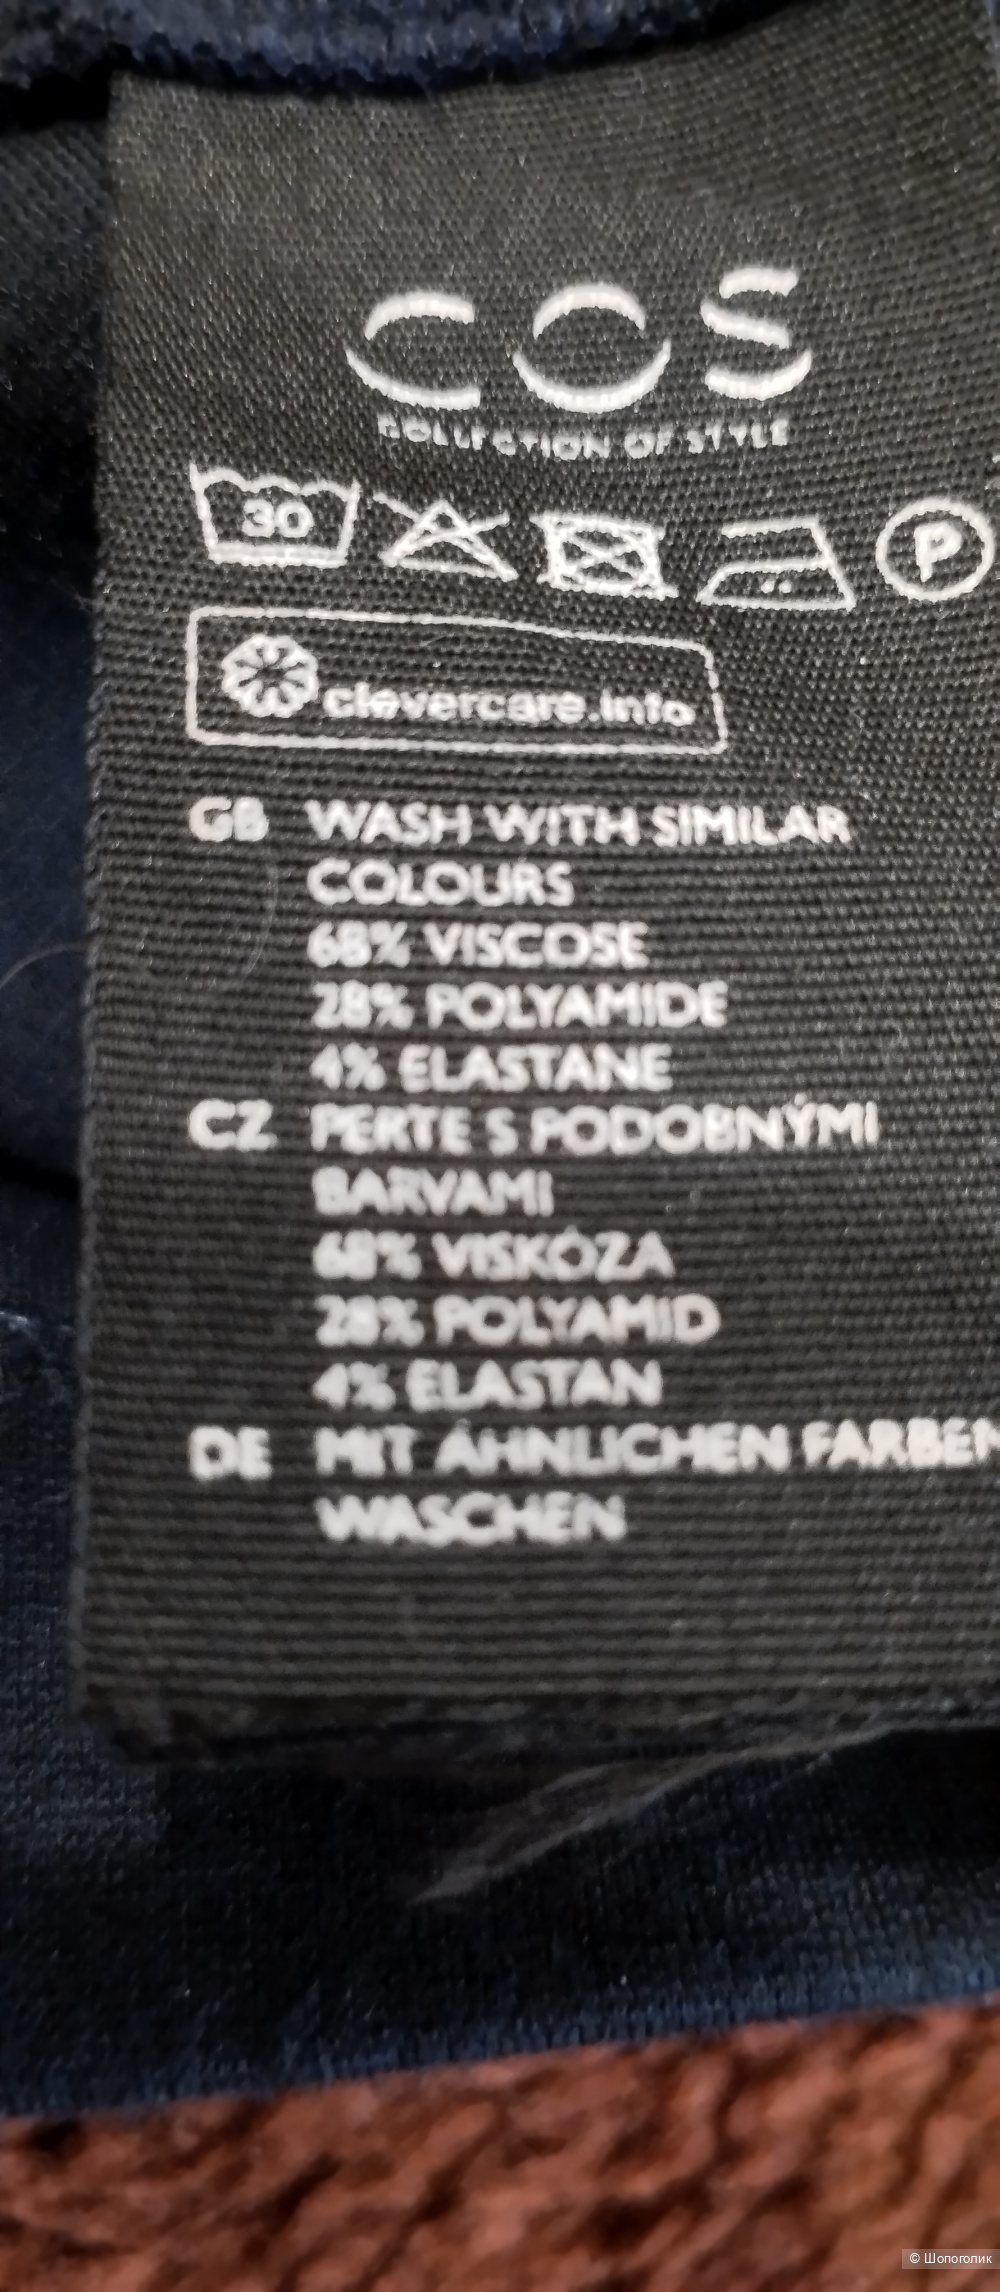 COS
COLLECTION OF STYLE
30
P
clevercare.info
GB WASH WITH SIMILAR
COLOURS
68% VISCOSE
28% POLYAMIDE
4% ELASTANE
CZ PERTE S PODOBNÝMI
BARVAMI
68% VISKÓZA
28% POLYAMID
4% ELASTAN
DE MIT ÄHNLICHEN FARBEN
WASCHEN
© Шопоголик